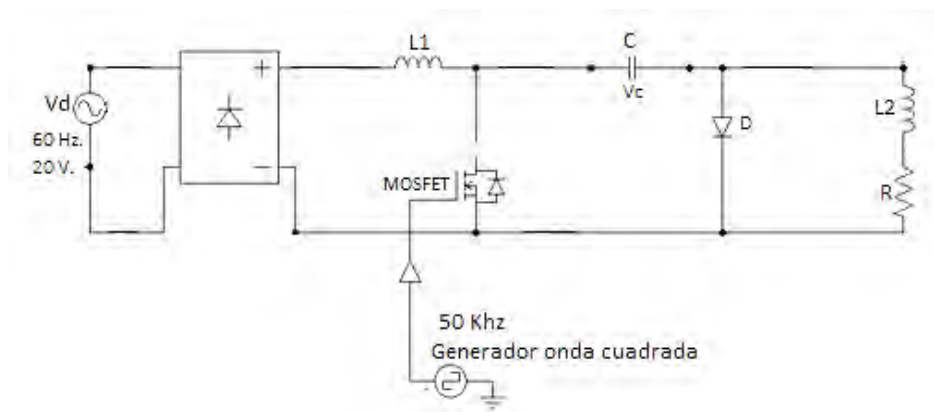 L1
C
Vc
Vd
60 Hz.
20 V.
+
−
D
L2
R
MOSFET
50 Khz
Generador onda cuadrada